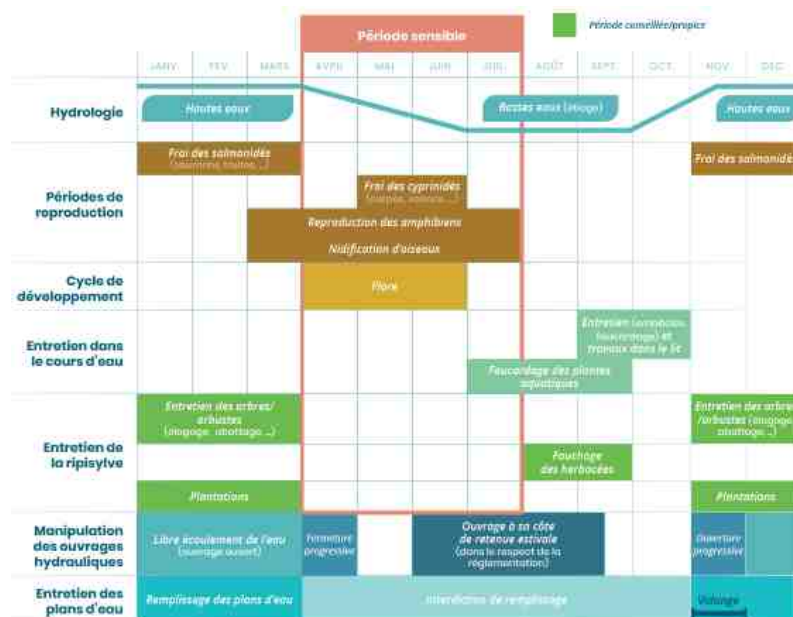 Période sensible
Période conseillée/propice
JANV.
FEV.
MARS
AVRIL
MAI
JUIN
JUIL.
AOÛT
SEPT.
OCT.
NOV.
DEC.
Hydrologie
Hautes eaux
Basses eaux (étiage)
Hautes eaux
Périodes de
reproduction
Frai des salmonidés
Frai des salmonidés
Frai des cyprinidés
Reproduction des amphibiens
Nidification d'oiseaux
Cycle de
développement
Flore
Entretien dans
le cours d'eau
Entretien
et
travaux dans le lit
Faucardage des plantes
aquatiques
Entretien de
la ripisylve
Entretien des arbres/
arbustes
(élagage, abattage ...)
Entretien des arbres
/arbustes (élagage,
abattage ...)
Fauchage
des herbacées
Plantations
Plantations
Manipulation
des ouvrages
hydrauliques
Libre écoulement de l'eau
(ouvrage ouvert)
Fermeture
progressive
Ouvrage à sa côte
de retenue estivale
(dans le respect de la
réglementation)
Ouverture
progressive
Entretien des
plans d'eau
Remplissage des plans d'eau
Interdiction de remplissage
Vidange